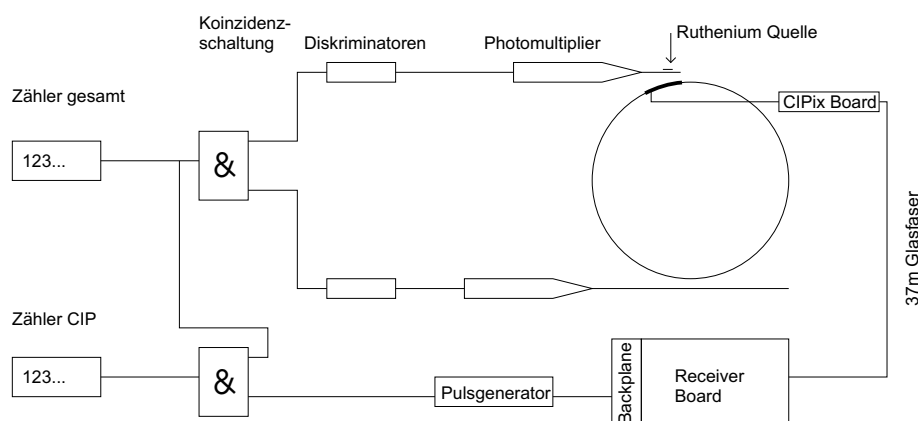 Koinzidenz-
schaltung
Diskriminatoren
Photomultiplier
Ruthenium Quelle
Zähler gesamt
CIPix Board
123...
&
37m Glasfaser
Zähler CIP
123...
&
Pulsgenerator
Backplane
Receiver
Board